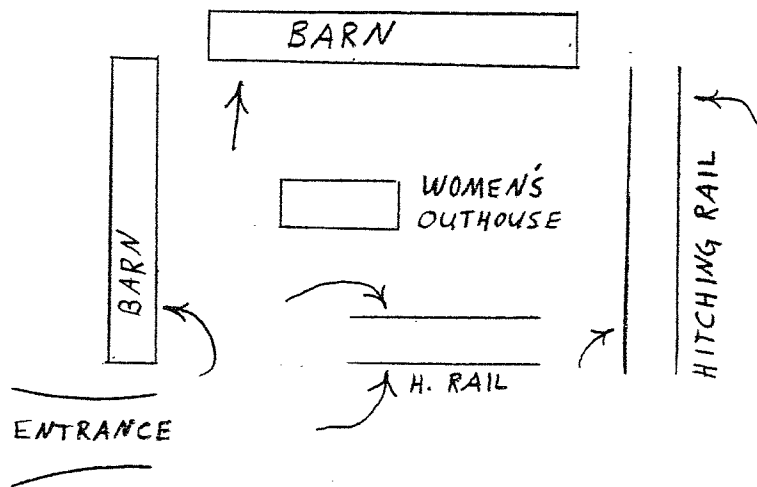 BARN
WOMEN'S
OUTHOUSE
BARN
HITCHING RAIL
H. RAIL
ENTRANCE